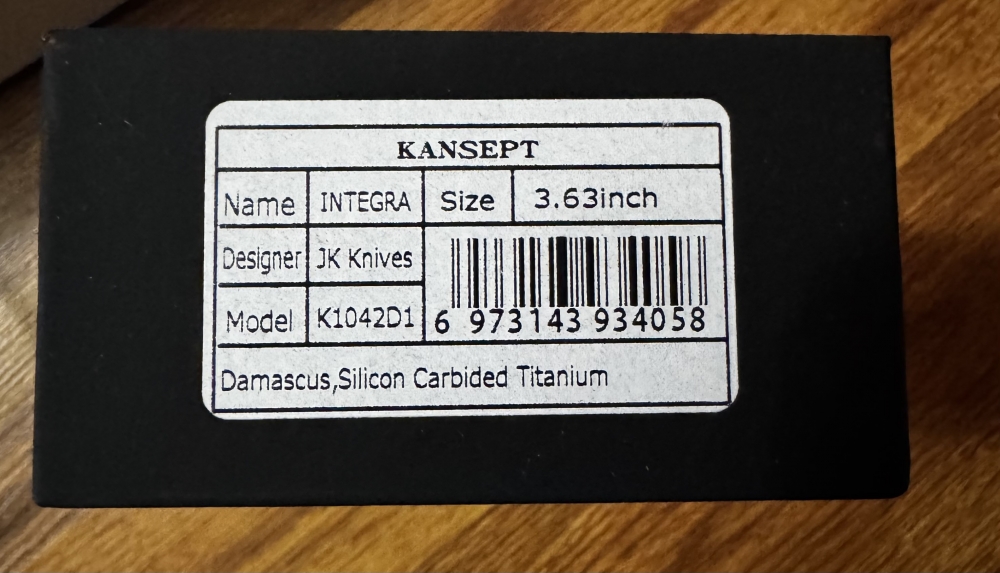 KANSEPT
Name INTEGRA Size 3.63inch
Designer JK Knives
Model K1042D1 6 973143 934058
Damascus,Silicon Carbided Titanium